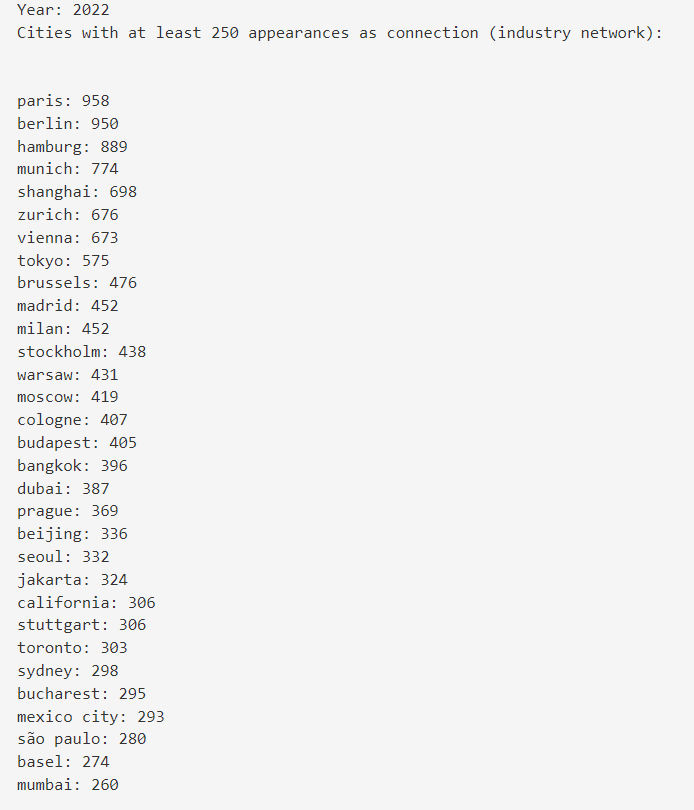 Year: 2022
Cities with at least 250 appearances as connection (industry network):
paris: 958
berlin: 950
hamburg: 889
munich: 774
shanghai: 698
zurich: 676
vienna: 673
tokyo: 575
brussels: 476
madrid: 452
milan: 452
stockholm: 438
warsaw: 431
moscow: 419
cologne: 407
budapest: 405
bangkok: 396
dubai: 387
prague: 369
beijing: 336
seoul: 332
jakarta: 324
california: 306
stuttgart: 306
toronto: 303
sydney: 298
bucharest: 295
mexico city: 293
são paulo: 280
basel: 274
mumbai: 260